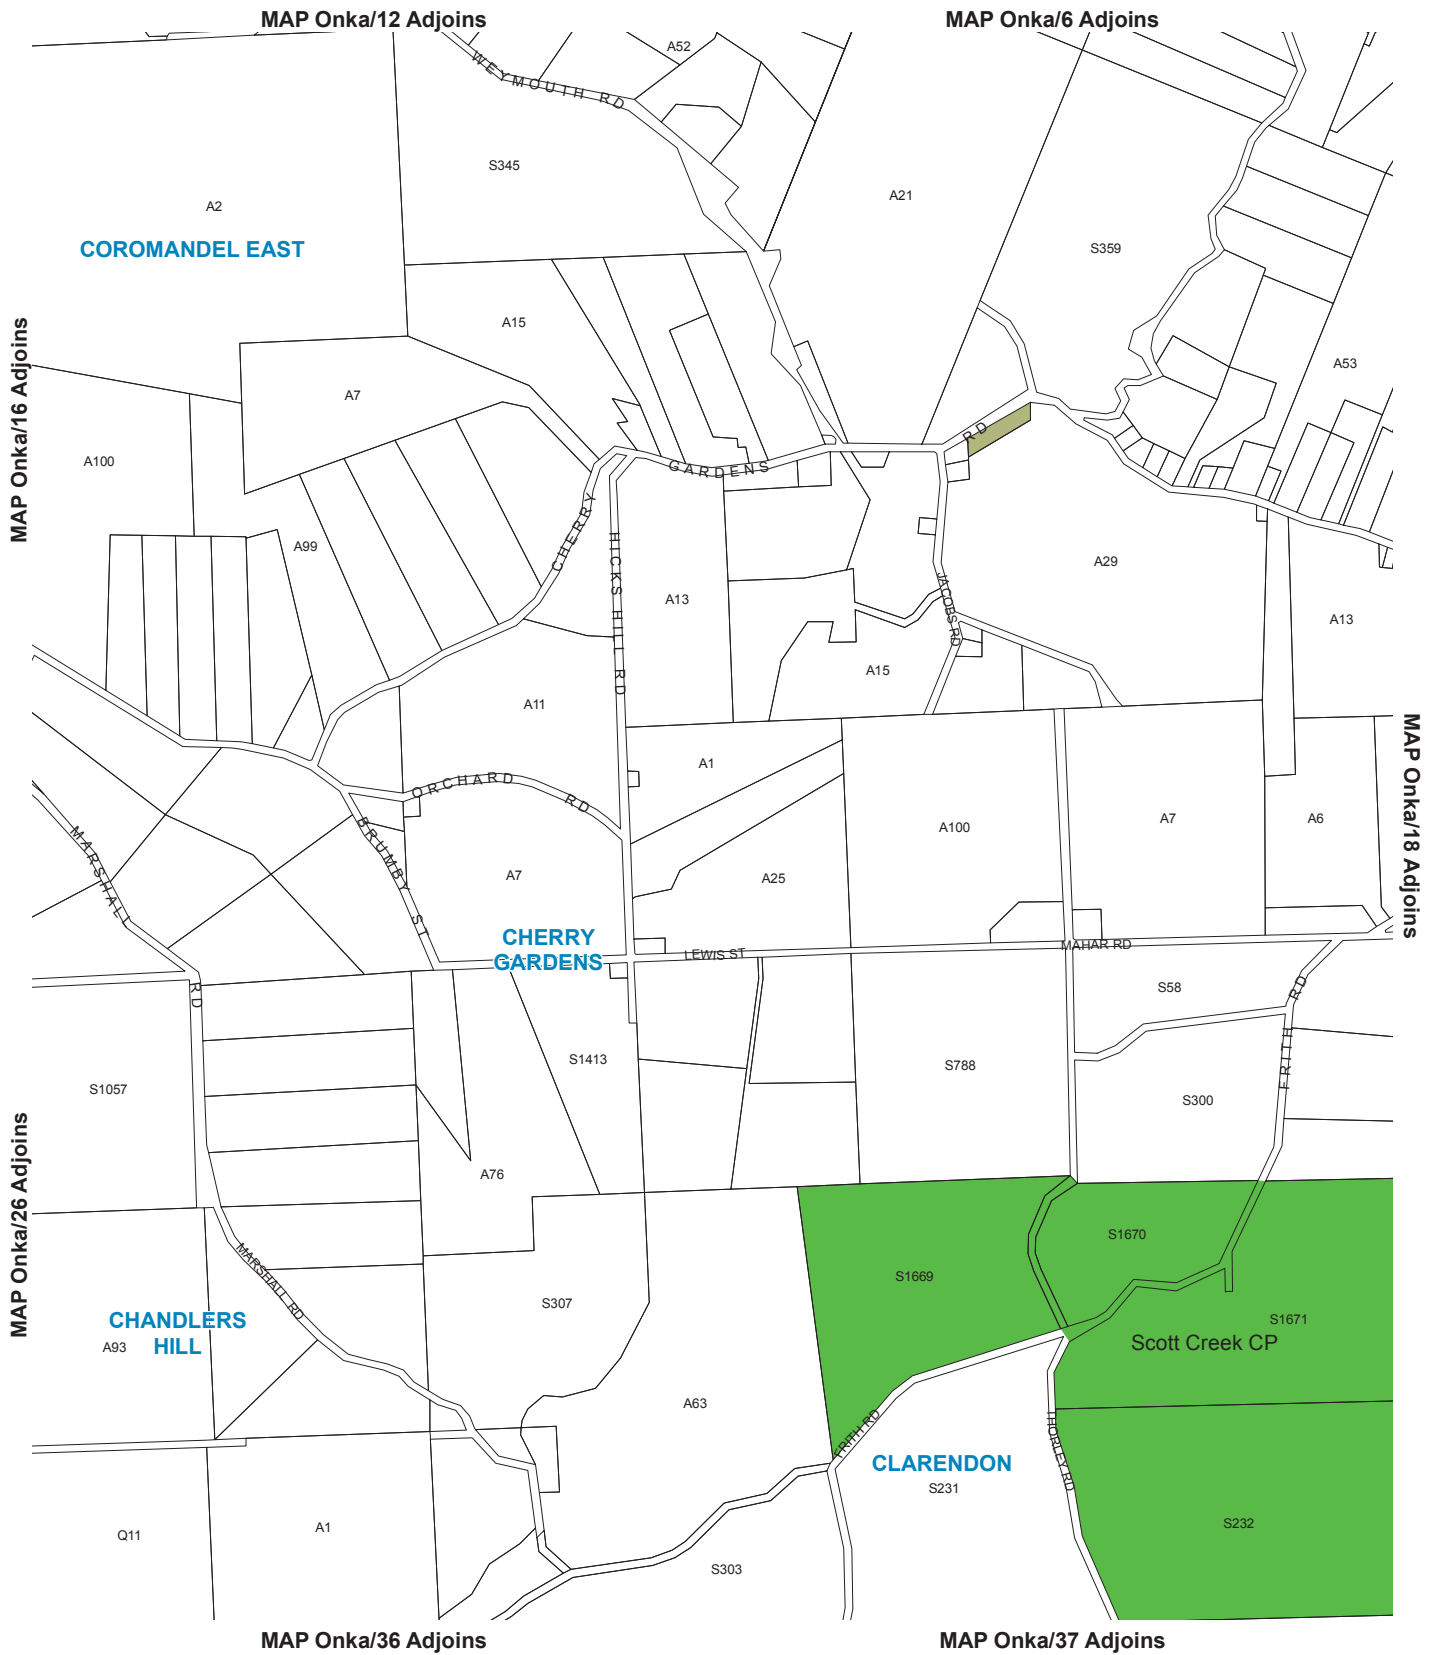 MAP Onka/12 Adjoins
MAP Onka/6 Adjoins
A52
WEYMOUTH RD
S345
A21
A2
COROMANDEL EAST
S359
MAP Onka/16 Adjoins
A15
A53
A7
RD
A100
GARDENS
CHERRY
A99
HICKS HILL RD
A29
JACOBS RD
A13
A13
A15
A11
MAP Onka/18 Adjoins
A1
ORCHARD RD
A100
A7
A6
BRUMBY ST
MARSHALL
A7
A25
CHERRY
GARDENS
LEWIS ST
MAHAR RD
RD
S58
FRITH RD
S1413
S788
S1057
S300
MAP Onka/26 Adjoins
A76
S1670
MARSHALL RD
S1669
S307
CHANDLERS
HILL
A93
S1671
Scott Creek CP
A63
FRITH RD
THORLEY RD
CLARENDON
S231
Q11
A1
S232
S303
MAP Onka/36 Adjoins
MAP Onka/37 Adjoins